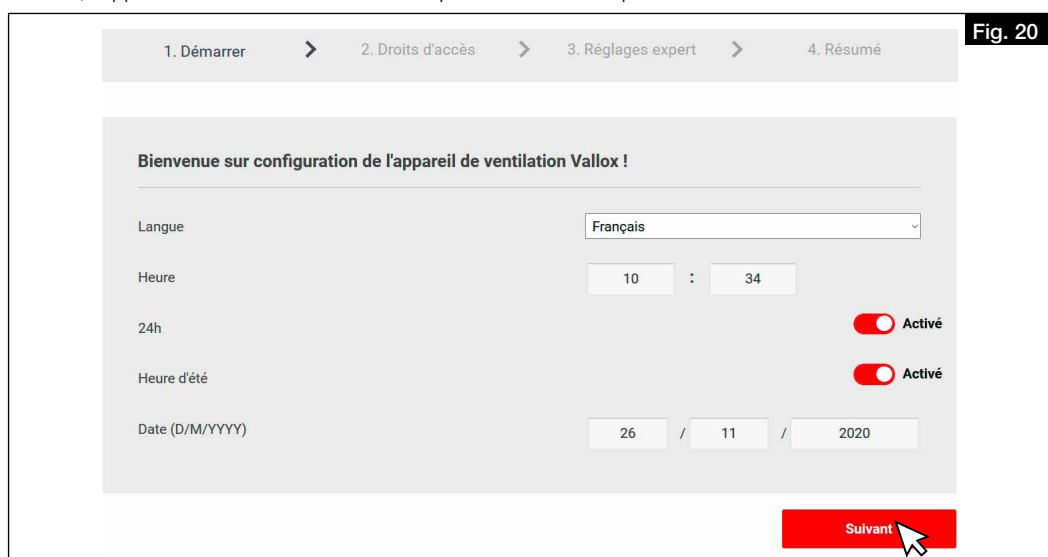 Fig. 20
1. Démarrer > 2. Droits d'accès > 3. Réglages expert > 4. Résumé
Bienvenue sur configuration de l'appareil de ventilation Vallox !
Langue Français
Heure 10 : 34
24h Activé
Heure d'été Activé
Date (D/M/YYYY) 26 / 11 / 2020
Suivant